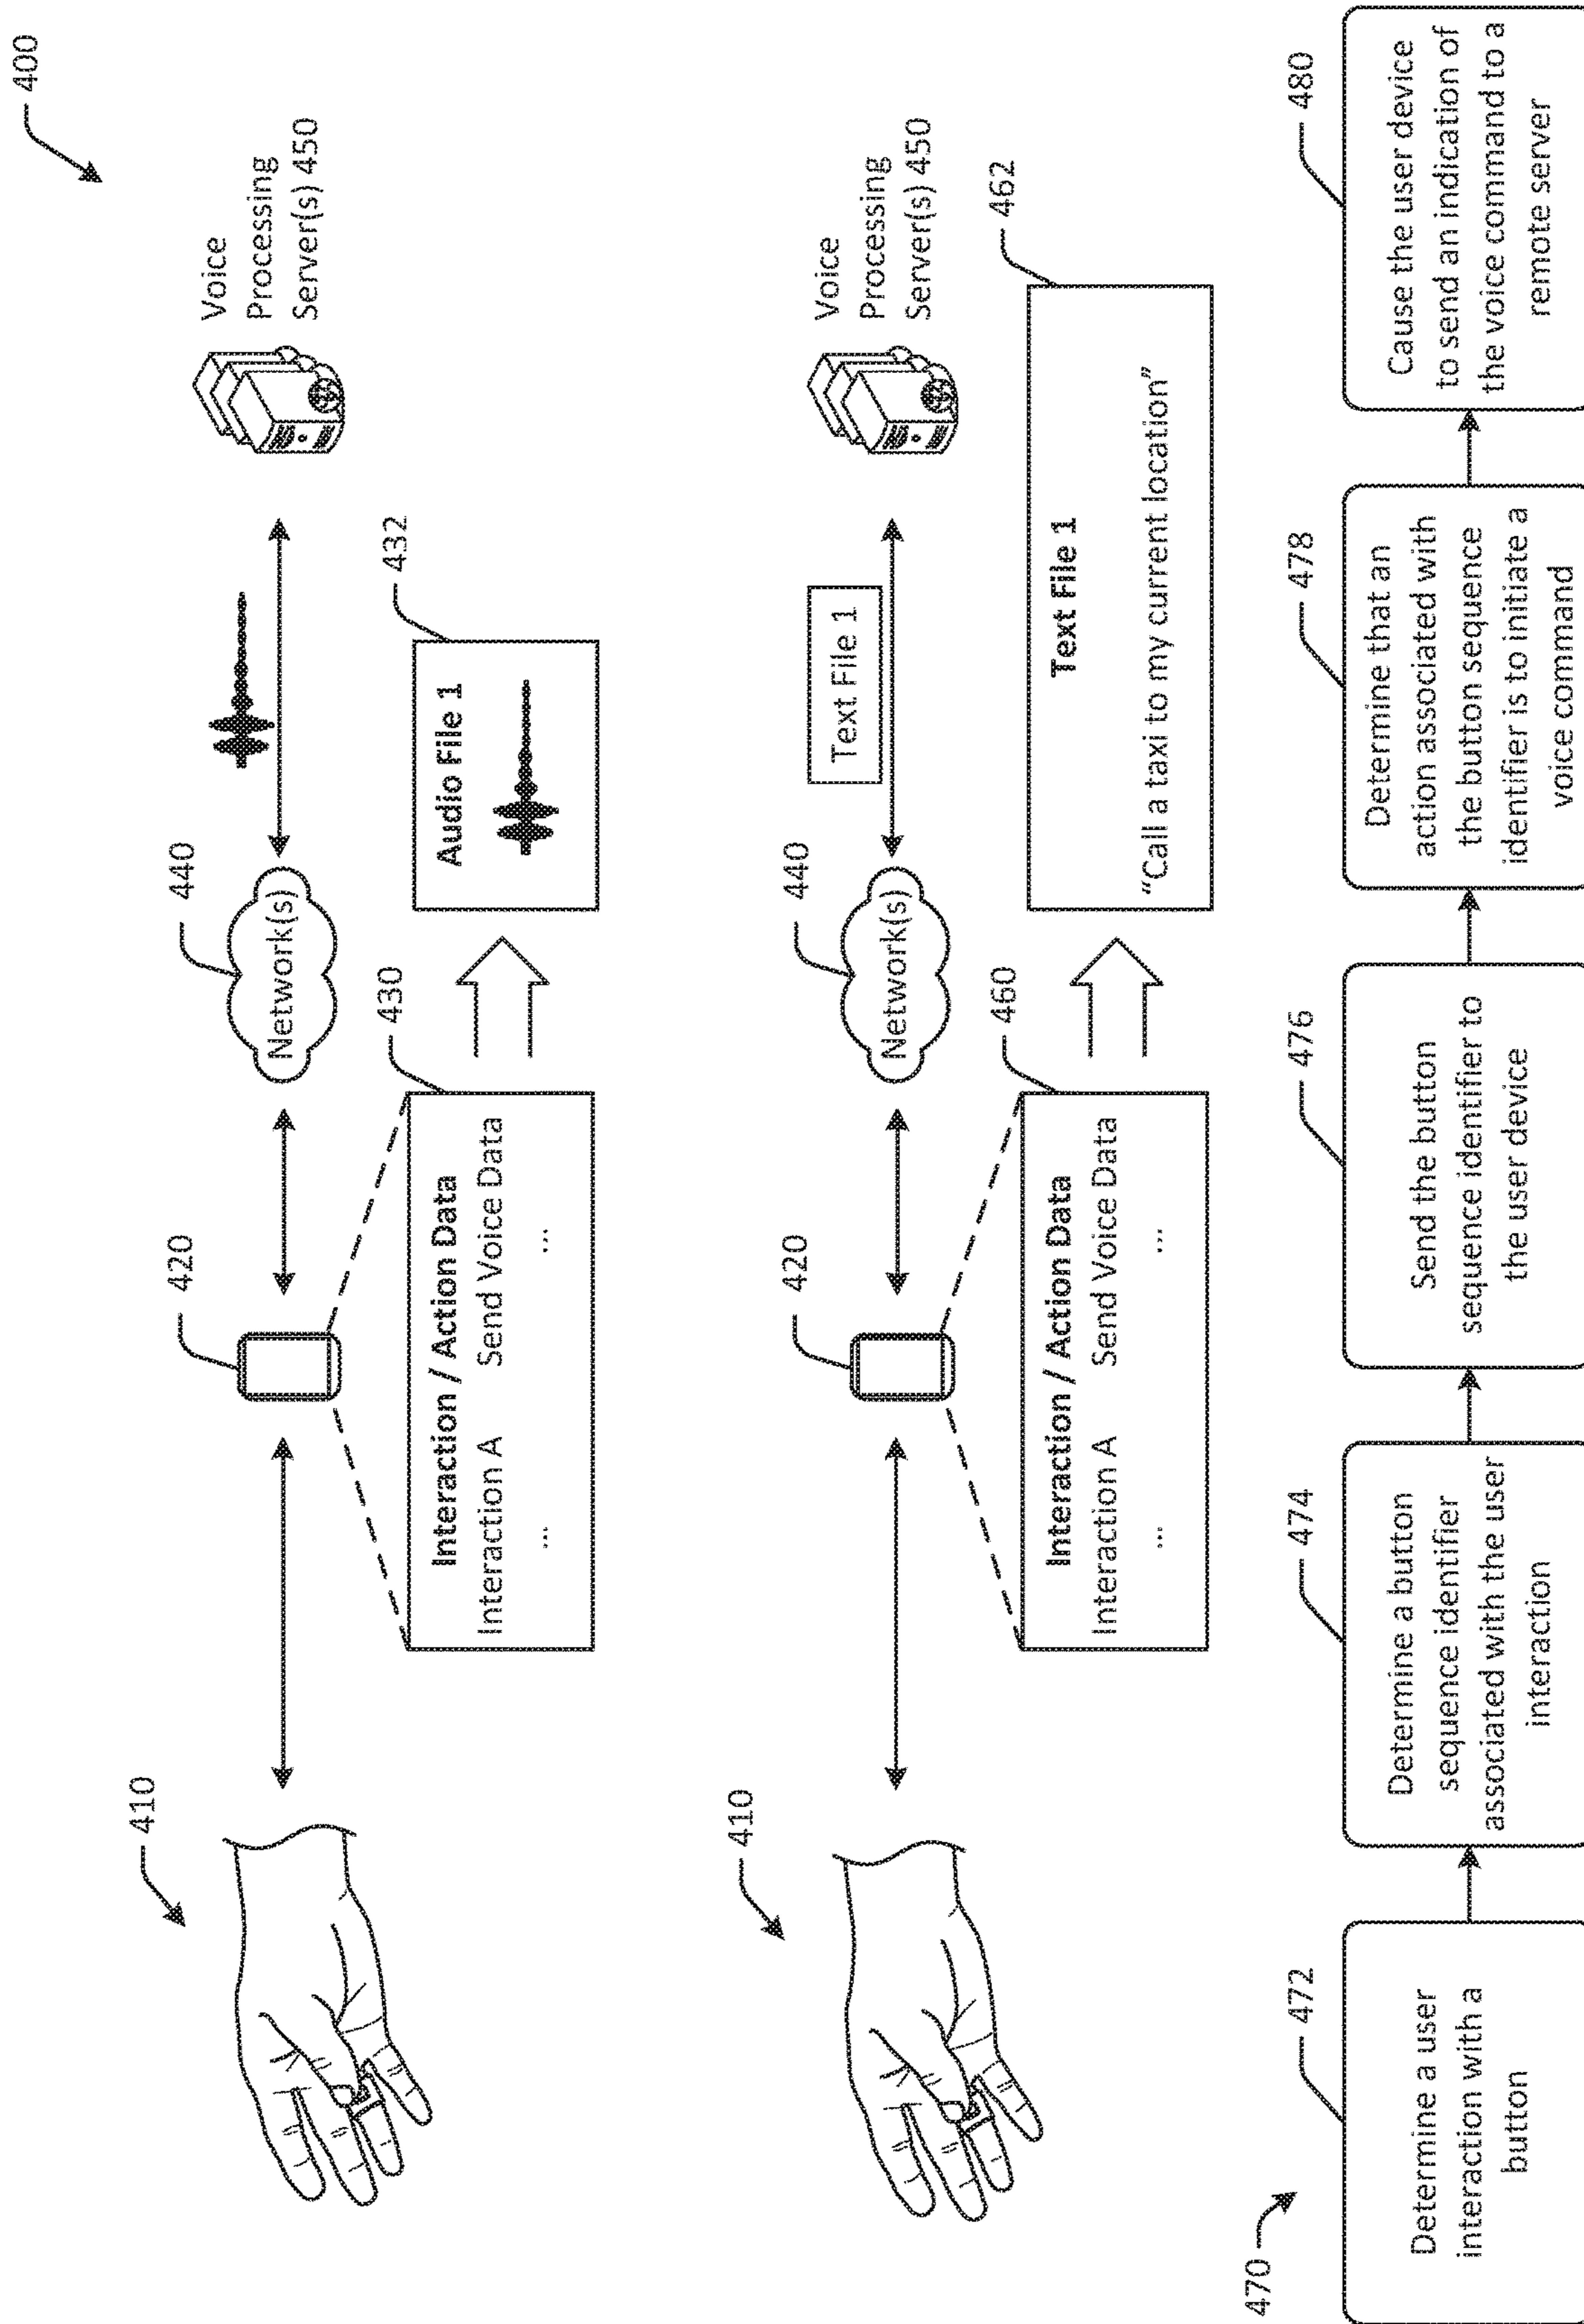 400
410
420
440
Network(s)
Voice
Processing
Server(s) 450
430
Interaction / Action Data
Interaction A Send Voice Data
... ...
432
Audio File 1
410
420
440
Network(s)
Text File 1
Voice
Processing
Server(s) 450
460
Interaction / Action Data
Interaction A Send Voice Data
... ...
462
Text File 1
“Call a taxi to my current location”
470
472
Determine a user
interaction with a
button
474
Determine a button
sequence identifier
associated with the user
interaction
476
Send the button
sequence identifier to
the user device
478
Determine that an
action associated with
the button sequence
identifier is to initiate a
voice command
480
Cause the user device
to send an indication of
the voice command to a
remote server